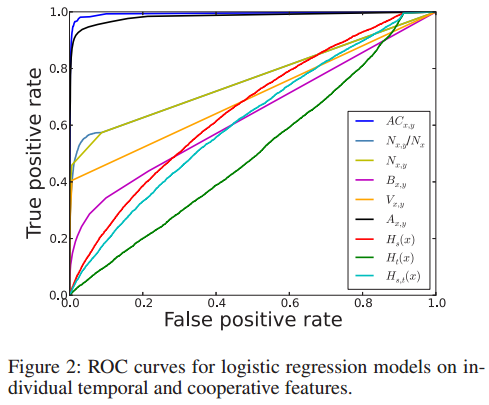 1.0
0.8
0.6
0.4
0.2
0.0
0.0 0.2 0.4 0.6 0.8 1.0
True positive rate
False positive rate
AC_{x,y}
N_{x,y}/N_x
N_{x,y}
B_{x,y}
V_{x,y}
A_{x,y}
H_s(x)
H_t(x)
H_{s,t}(x)
Figure 2: ROC curves for logistic regression models on in-
dividual temporal and cooperative features.